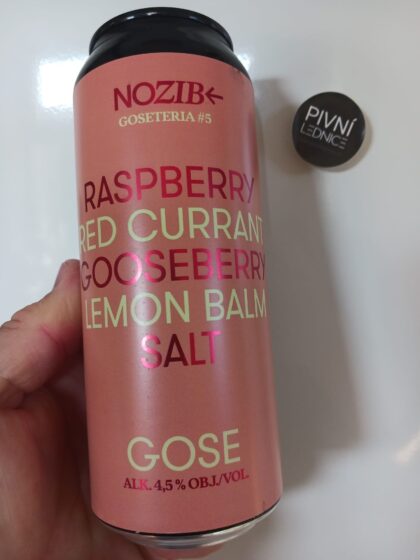 NOZIB
GOSETERIA #5
RASPBERRY
RED CURRANT
GOOSEBERRY
LEMON BALM
SALT
GOSE
ALK. 4,5 % OBJ./VOL.
PIVNÍ
LEDNICE